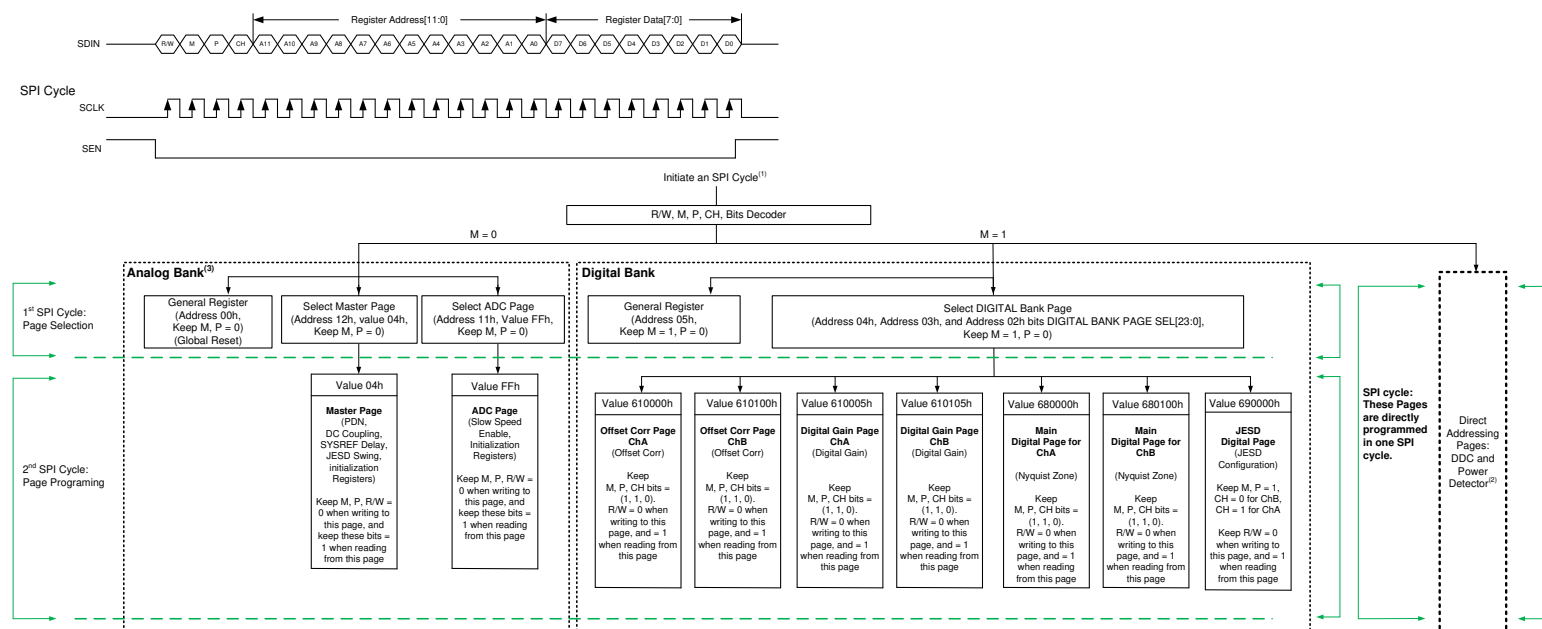 Register Address[11:0]
Register Data[7:0]
SDIN
R/W M P CH A11 A10 A9 A8 A7 A6 A5 A4 A3 A2 A1 A0 D7 D6 D5 D4 D3 D2 D1 D0
SPI Cycle
SCLK
SEN
Initiate an SPI Cycle(1)
R/W, M, P, CH, Bits Decoder
M = 0
M = 1
Analog Bank(3)
Digital Bank
1st SPI Cycle:
Page Selection
General Register
(Address 00h,
Keep M, P = 0)
(Global Reset)
Select Master Page
(Address 12h, value 04h,
Keep M, P = 0)
Select ADC Page
(Address 11h, Value FFh,
Keep M, P = 0)
General Register
(Address 05h,
Keep M = 1, P = 0)
Select DIGITAL Bank Page
(Address 04h, Address 03h, and Address 02h bits DIGITAL BANK PAGE SEL[23:0],
Keep M = 1, P = 0)
2nd SPI Cycle:
Page Programing
Value 04h
Master Page
(PDN,
DC Coupling,
SYSREF Delay,
JESD Swing,
initialization
Registers)
Keep M, P, R/W =
0 when writing to
this page, and
keep these bits =
1 when reading
from this page
Value FFh
ADC Page
(Slow Speed
Enable,
Initialization
Registers)
Keep M, P, R/W =
0 when writing to
this page, and
keep these bits =
1 when reading
from this page
Value 610000h
Offset Corr Page
ChA
(Offset Corr)
Keep
M, P, CH bits =
(1, 1, 0).
R/W = 0 when
writing to this
page, and = 1
when reading from
this page
Value 610100h
Offset Corr Page
ChB
(Offset Corr)
Keep
M, P, CH bits =
(1, 1, 0).
R/W = 0 when
writing to this
page, and = 1
when reading from
this page
Value 610005h
Digital Gain Page
ChA
(Digital Gain)
Keep
M, P, CH bits =
(1, 1, 0).
R/W = 0 when
writing to this
page, and = 1
when reading from
this page
Value 610105h
Digital Gain Page
ChB
(Digital Gain)
Keep
M, P, CH bits =
(1, 1, 0).
R/W = 0 when
writing to this
page, and = 1
when reading from
this page
Value 680000h
Main
Digital Page for
ChA
(Nyquist Zone)
Keep
M, P, CH bits =
(1, 1, 0).
R/W = 0 when
writing to this
page, and = 1
when reading
from this page
Value 680100h
Main
Digital Page for
ChB
(Nyquist Zone)
Keep
M, P, CH bits =
(1, 1, 0).
R/W = 0 when
writing to this
page, and = 1
when reading from
this page
Value 690000h
JESD
Digital Page
(JESD
Configuration)
Keep M, P = 1,
CH = 0 for ChB,
CH = 1 for ChA
Keep R/W = 0
when writing to
this page, and = 1
when reading
from this page
SPI cycle:
These Pages
are directly
programmed
in one SPI
cycle.
Direct
Addressing
Pages:
DDC and
Power
Detector(2)